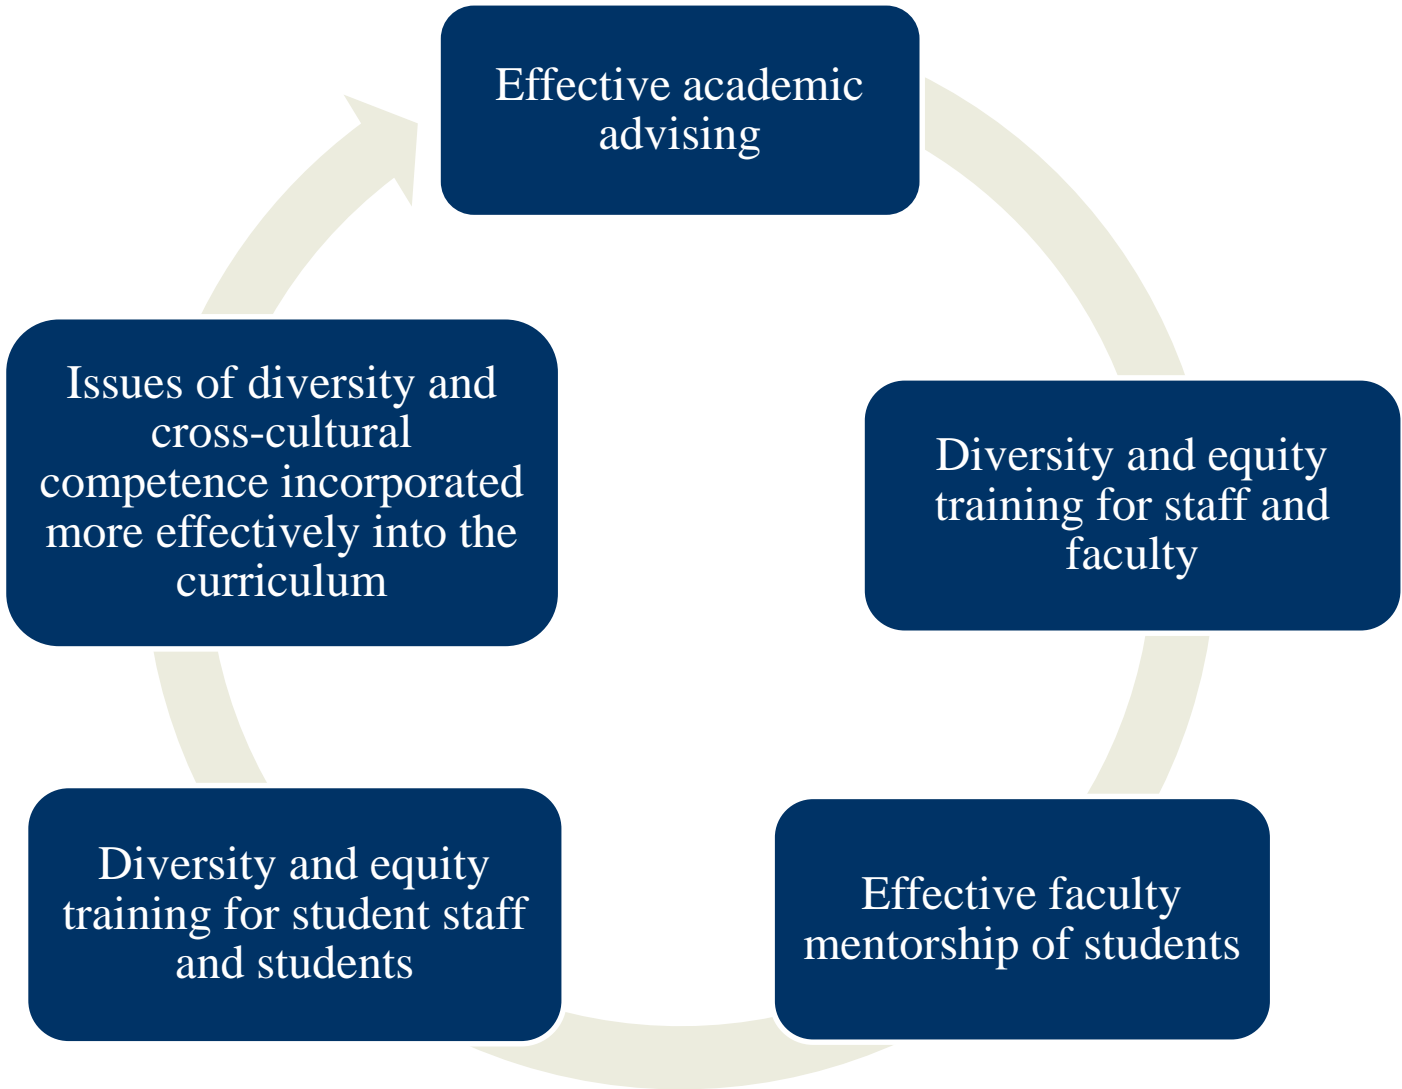 Effective academic
advising
Diversity and equity
training for staff and
faculty
Effective faculty
mentorship of students
Diversity and equity
training for student staff
and students
Issues of diversity and
cross-cultural
competence incorporated
more effectively into the
curriculum